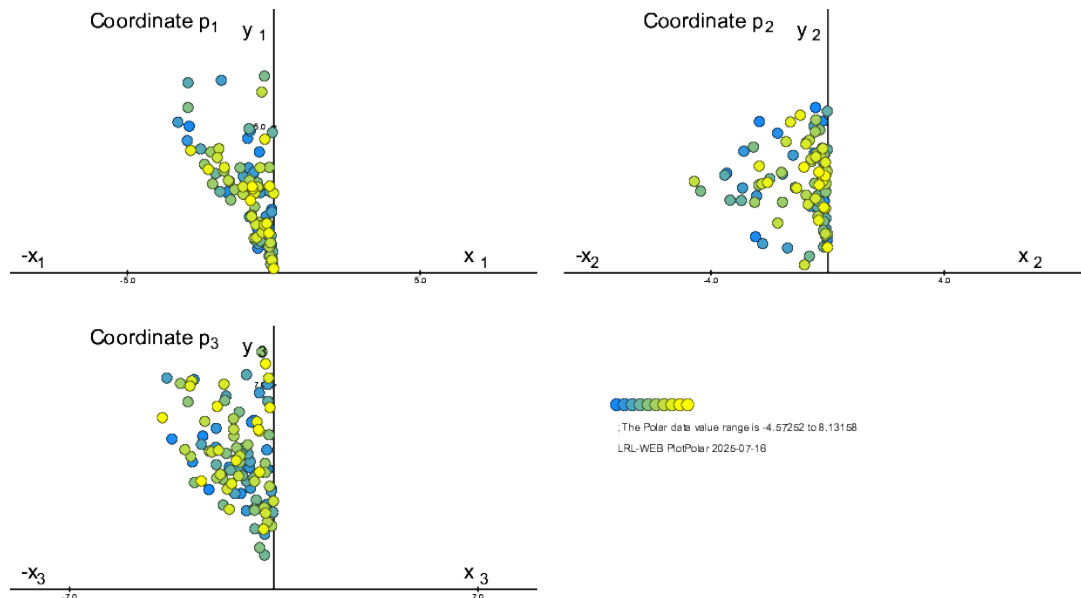 Coordinate p1
y 1
5.0
-x1
x 1
-5.0
5.0
Coordinate p2
y 2
-x2
x 2
-4.0
4.0
Coordinate p3
y 3
-x3
x 3
-7.0
7.0
;The Polar data value range is -4.57252 to 8.13158
LRL-WEB PlotPolar 2025-07-16